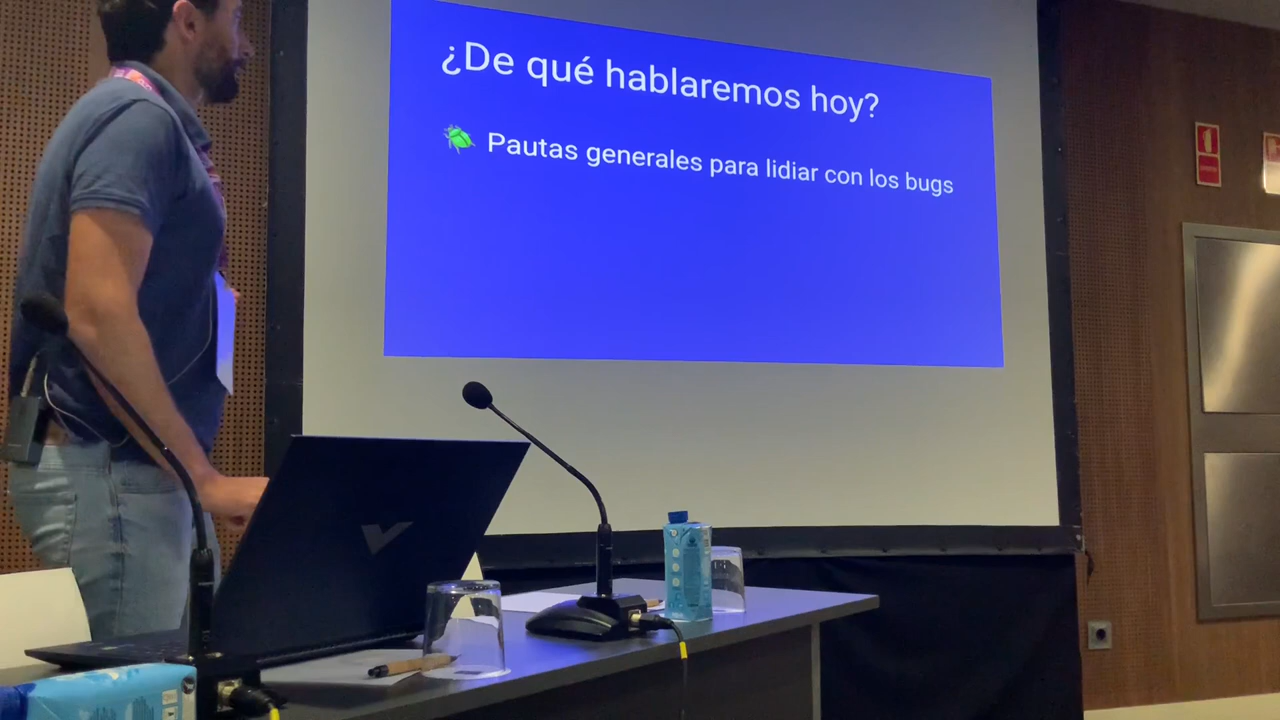 ¿De qué hablaremos hoy?
Pautas generales para lidiar con los bugs